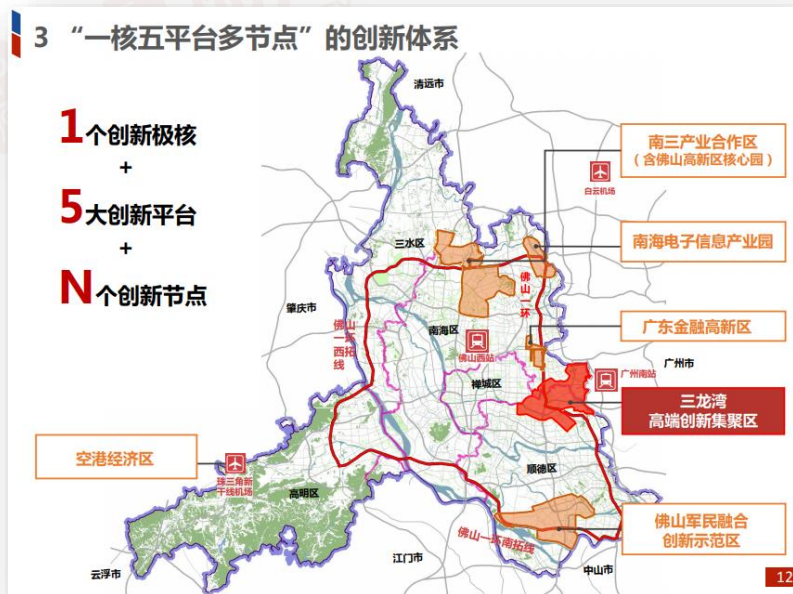 3 “一核五平台多节点”的创新体系
1个创新极核
+
5大创新平台
+
N个创新节点
清远市
南三产业合作区
（含佛山高新区核心园）
白云机场
三水区
南海电子信息产业园
肇庆市
佛山一环
佛山
一环
西拓
线
南海区
佛山西站
广东金融高新区
广州市
禅城区
广州南站
三龙湾
高端创新集聚区
空港经济区
珠三角新
干线机场
高明区
顺德区
佛山军民融合
创新示范区
佛山一环南拓线
江门市
中山市
云浮市
12